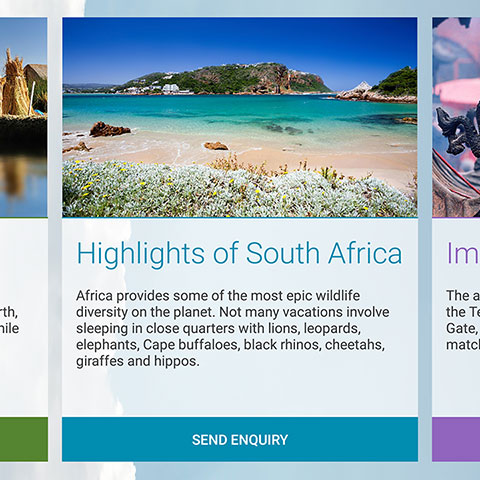 Highlights of South Africa
Africa provides some of the most epic wildlife
diversity on the planet. Not many vacations involve
sleeping in close quarters with lions, leopards,
elephants, Cape buffaloes, black rhinos, cheetahs,
giraffes and hippos.
SEND ENQUIRY
Im
The a
the Te
Gate,
match